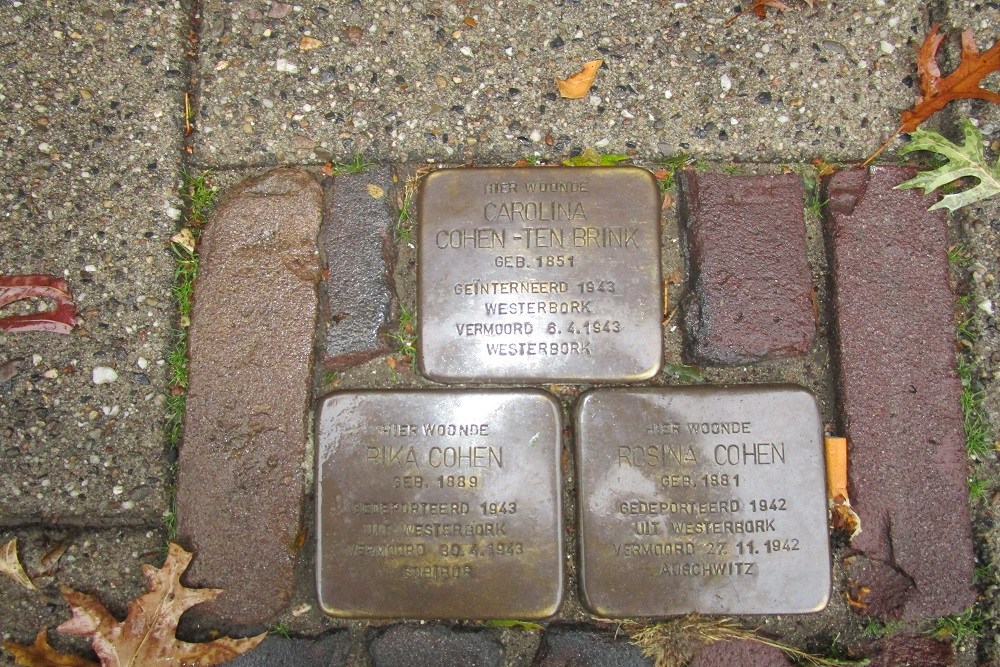 HIER WOONDE
CAROLINA
COHEN-TEN BRINK
GEB. 1851
GEÏNTERNEERD 1943
WESTERBORK
VERMOORD 6.4.1943
WESTERBORK
HIER WOONDE
RIKA COHEN
GEB. 1889
GEDEPORTEERD 1943
UIT WESTERBORK
VERMOORD 30.4.1943
SOBIBOR
HIER WOONDE
ROSINA COHEN
GEB. 1881
GEDEPORTEERD 1942
UIT WESTERBORK
VERMOORD 27.11.1942
AUSCHWITZ